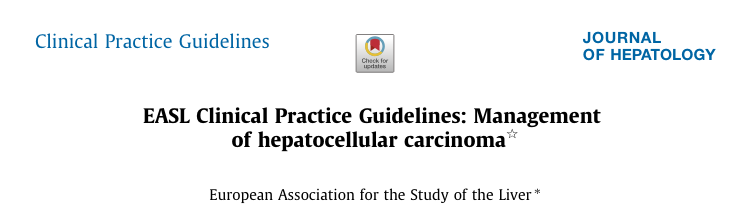 Clinical Practice Guidelines
Check for
updates
JOURNAL
OF HEPATOLOGY
EASL Clinical Practice Guidelines: Management
of hepatocellular carcinoma☆
European Association for the Study of the Liver*